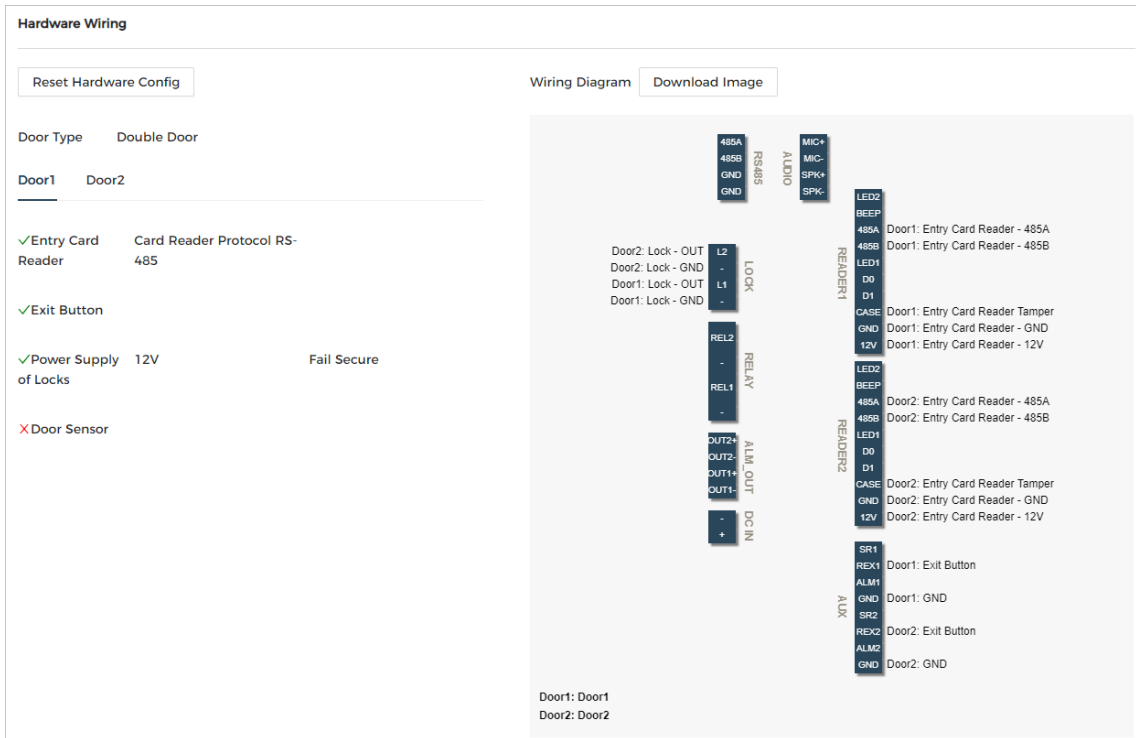 Hardware Wiring
Reset Hardware Config
Door Type Double Door
Door1 Door2
✓Entry Card Reader
Card Reader Protocol RS-485
✓Exit Button
✓Power Supply of Locks
12V
Fail Secure
XDoor Sensor
Wiring Diagram Download Image
485A
485B
GND
GND
RS485
AUDIO
MIC+
MIC-
SPK+
SPK-
Door2: Lock - OUT L2
Door2: Lock - GND -
Door1: Lock - OUT L1
Door1: Lock - GND -
LOCK
REL2
-
REL1
-
RELAY
OUT2+
OUT2-
OUT1+
OUT1-
ALM_OUT
-
+
DC IN
READER1
LED2
BEEP
485A Door1: Entry Card Reader - 485A
485B Door1: Entry Card Reader - 485B
LED1
D0
D1
CASE Door1: Entry Card Reader Tamper
GND Door1: Entry Card Reader - GND
12V Door1: Entry Card Reader - 12V
READER2
LED2
BEEP
485A Door2: Entry Card Reader - 485A
485B Door2: Entry Card Reader - 485B
LED1
D0
D1
CASE Door2: Entry Card Reader Tamper
GND Door2: Entry Card Reader - GND
12V Door2: Entry Card Reader - 12V
AUX
SR1
REX1 Door1: Exit Button
ALM1
GND Door1: GND
SR2
REX2 Door2: Exit Button
ALM2
GND Door2: GND
Door1: Door1
Door2: Door2